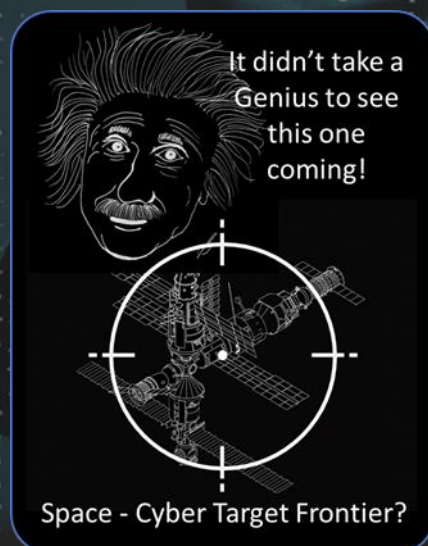 It didn’t take a
Genius to see
this one
coming!
Space - Cyber Target Frontier?